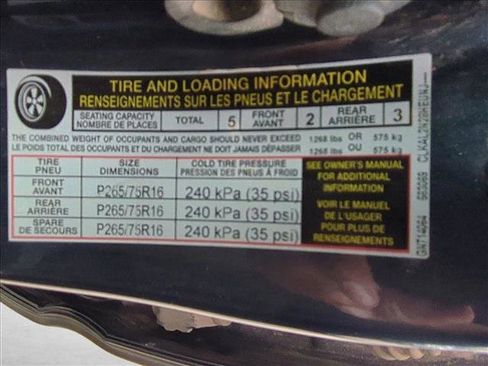 TIRE AND LOADING INFORMATION
RENSEIGNEMENTS SUR LES PNEUS ET LE CHARGEMENT
SEATING CAPACITY TOTAL 5 FRONT 2 REAR 3
NOMBRE DE PLACES AVANT ARRIÈRE
THE COMBINED WEIGHT OF OCCUPANTS AND CARGO SHOULD NEVER EXCEED 1268 lbs OR 575 kg
LE POIDS TOTAL DES OCCUPANTS ET DU CHARGEMENT NE DOIT JAMAIS DÉPASSER 1268 lbs OU 575 kg
TIRE SIZE COLD TIRE PRESSURE
PNEU DIMENSIONS PRESSION DES PNEUS À FROID
FRONT
AVANT P265/75R16 240 kPa (35 psi)
REAR
ARRIÈRE P265/75R16 240 kPa (35 psi)
SPARE
DE SECOURS P265/75R16 240 kPa (35 psi)
SEE OWNER'S MANUAL
FOR ADDITIONAL
INFORMATION
VOIR LE MANUEL
DE L'USAGER
POUR PLUS DE
RENSEIGNEMENTS